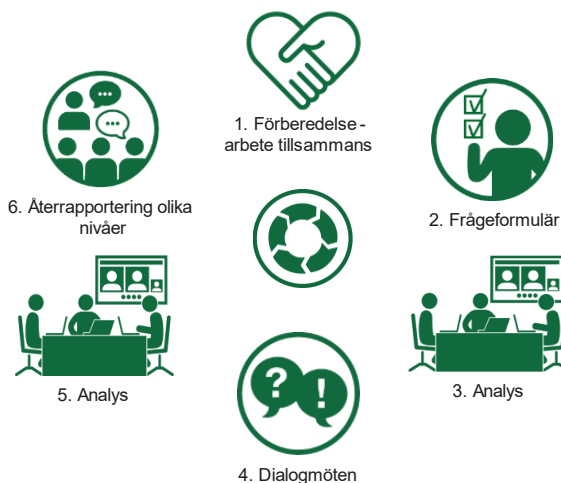 1. Förberedelse -
arbete tillsammans
2. Frågeformulär
3. Analys
4. Dialogmöten
5. Analys
6. Återrapportering olika
nivåer